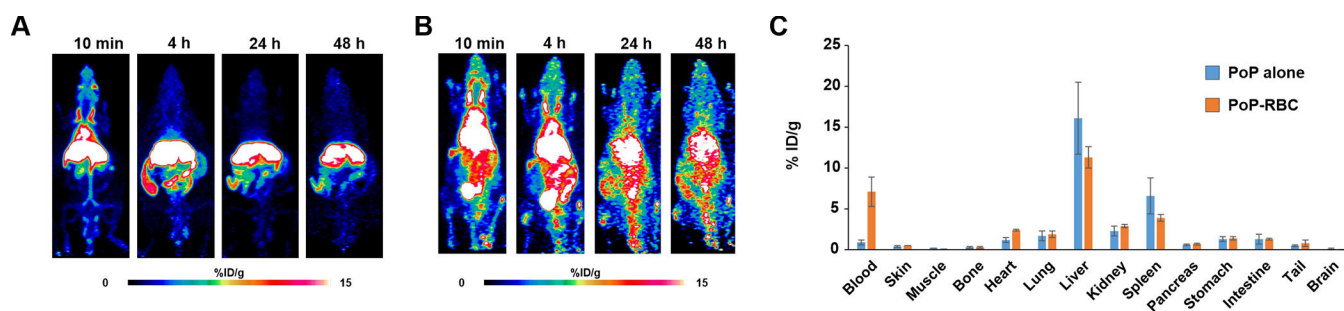 A
10 min 4 h 24 h 48 h
%ID/g
0 15
B
10 min 4 h 24 h 48 h
%ID/g
0 15
C
25
20
15
10
5
0
% ID/g
PoP alone
PoP-RBC
Blood
Skin
Muscle
Bone
Heart
Lung
Liver
Kidney
Spleen
Pancreas
Stomach
Intestine
Tail
Brain